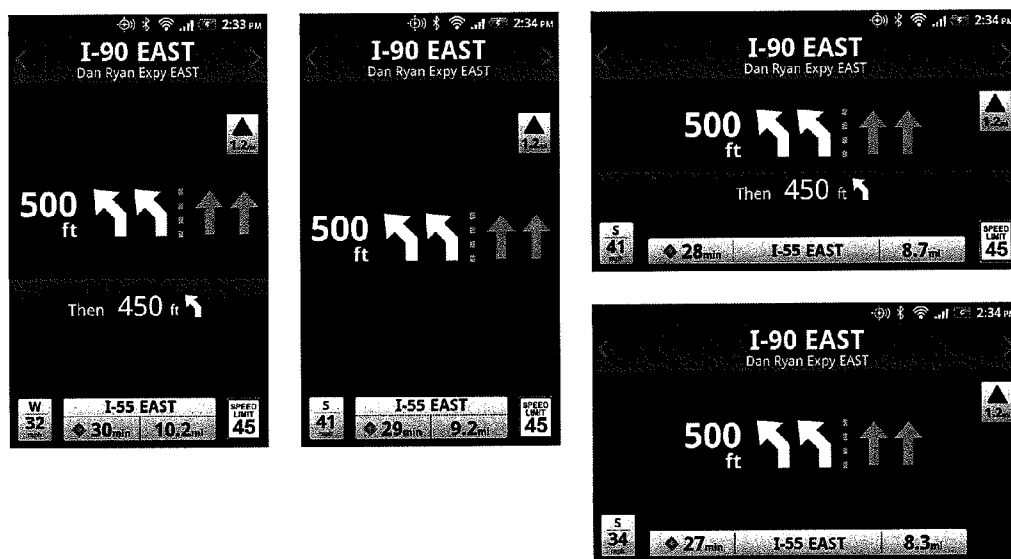 2:33 PM
I-90 EAST
Dan Ryan Expy EAST
500
ft
Then 450 ft
W
32
I-55 EAST
30min 10.2mi
SPEED
LIMIT
45
2:34 PM
I-90 EAST
Dan Ryan Expy EAST
500
ft
S
41
I-55 EAST
29min 9.2mi
SPEED
LIMIT
45
2:34 PM
I-90 EAST
Dan Ryan Expy EAST
500
ft
Then 450 ft
S
41
28min I-55 EAST 8.7mi
SPEED
LIMIT
45
2:34 PM
I-90 EAST
Dan Ryan Expy EAST
500
ft
S
34
27min I-55 EAST 8.3mi